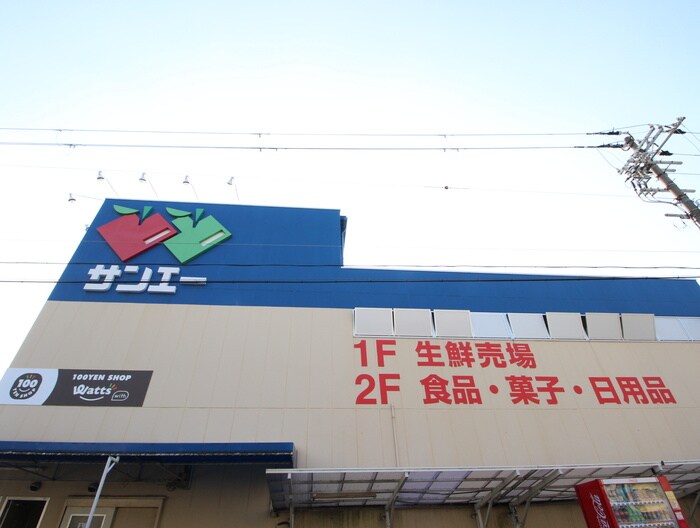 サンエー
1F 生鮮売場
2F 食品・菓子・日用品
100
100YEN SHOP
Watts with